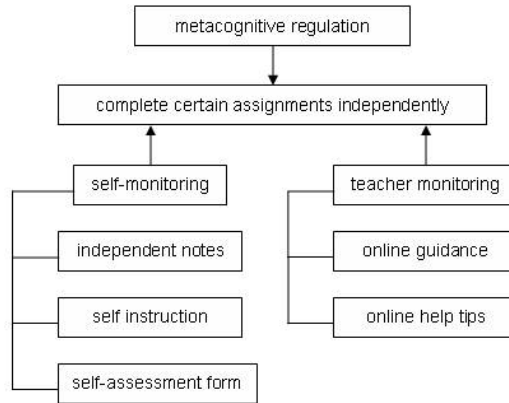 metacognitive regulation
complete certain assignments independently
self-monitoring
teacher monitoring
independent notes
online guidance
self instruction
online help tips
self-assessment form